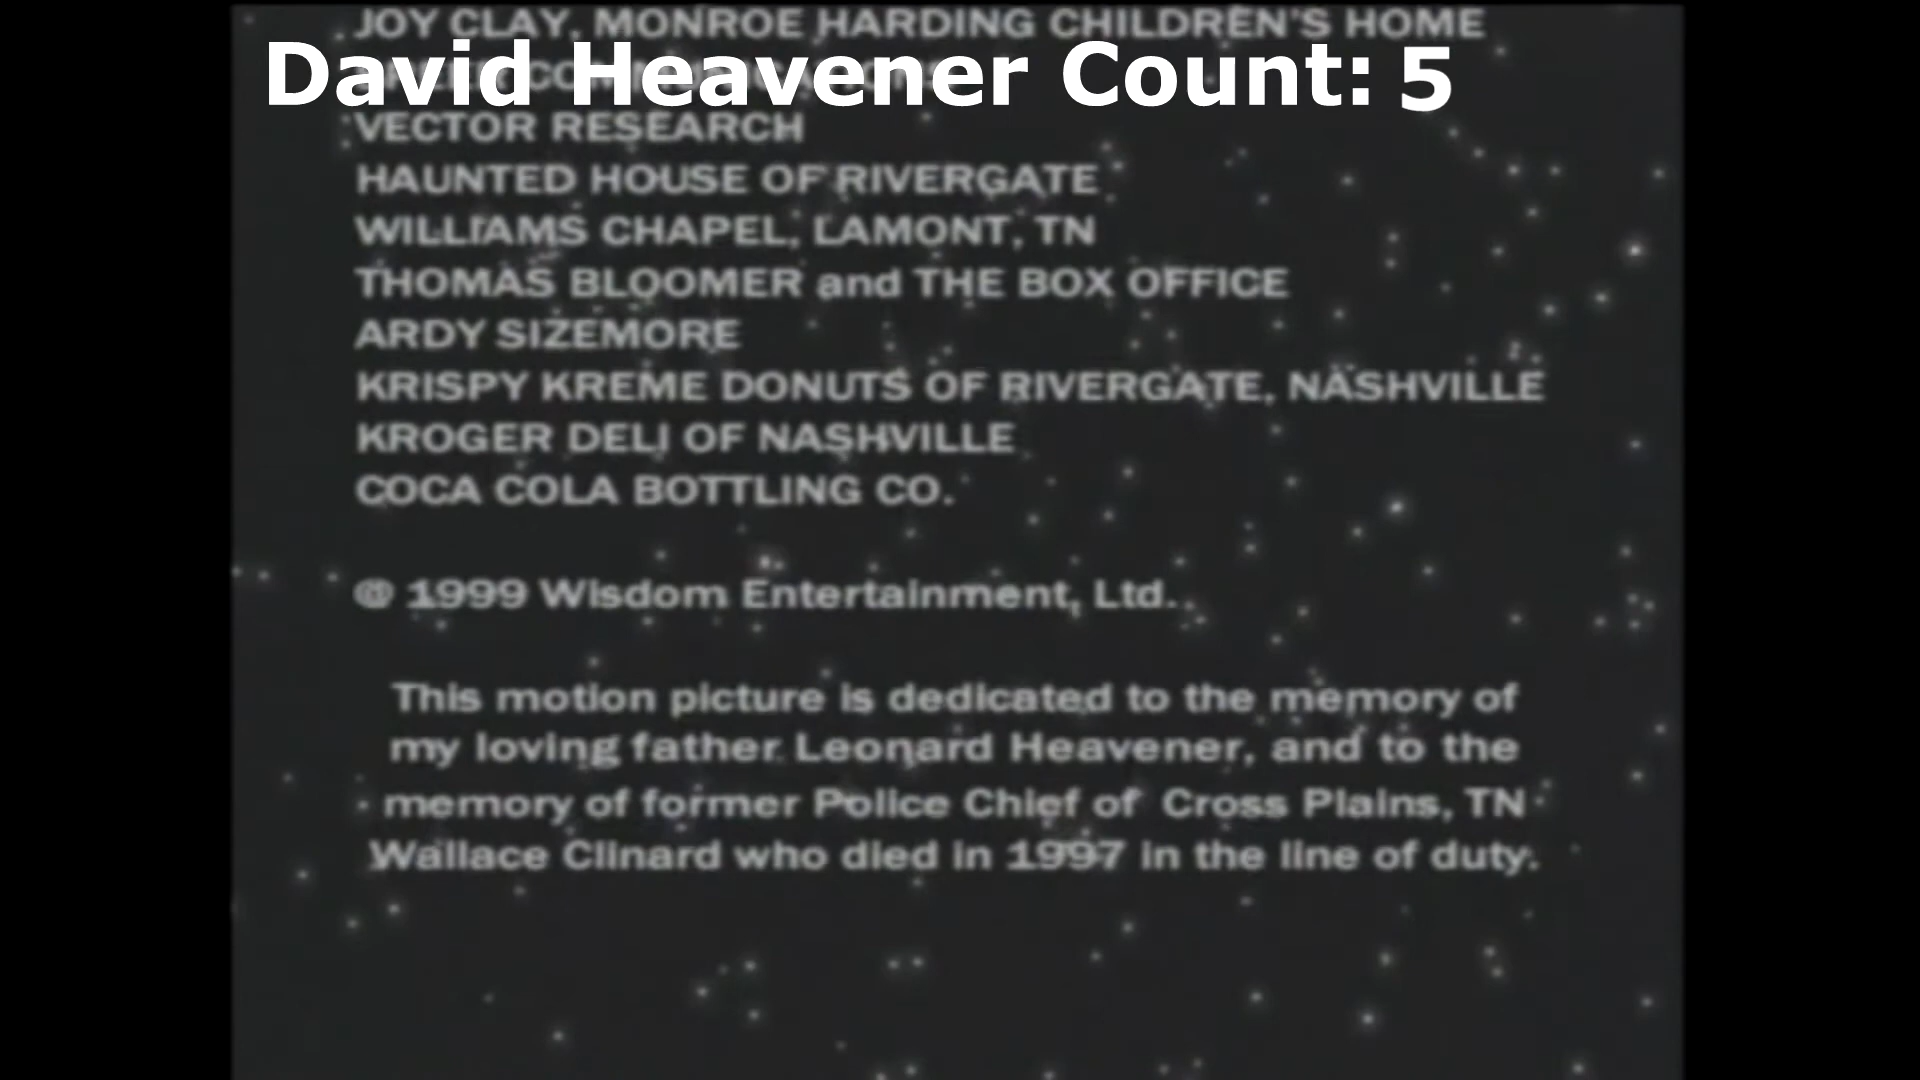 JOY CLAY, MONROE HARDING CHILDREN'S HOME
David Heavener Count: 5
VECTOR RESEARCH
HAUNTED HOUSE OF RIVERGATE
WILLIAMS CHAPEL, LAMONT, TN
THOMAS BLOOMER and THE BOX OFFICE
ARDY SIZEMORE
KRISPY KREME DONUTS OF RIVERGATE, NASHVILLE
KROGER DELI OF NASHVILLE
COCA COLA BOTTLING CO.
@ 1999 Wisdom Entertainment, Ltd.
This motion picture is dedicated to the memory of
my loving father Leonard Heavener, and to the
memory of former Police Chief of Cross Plains, TN
Wallace Clinard who died in 1997 in the line of duty.